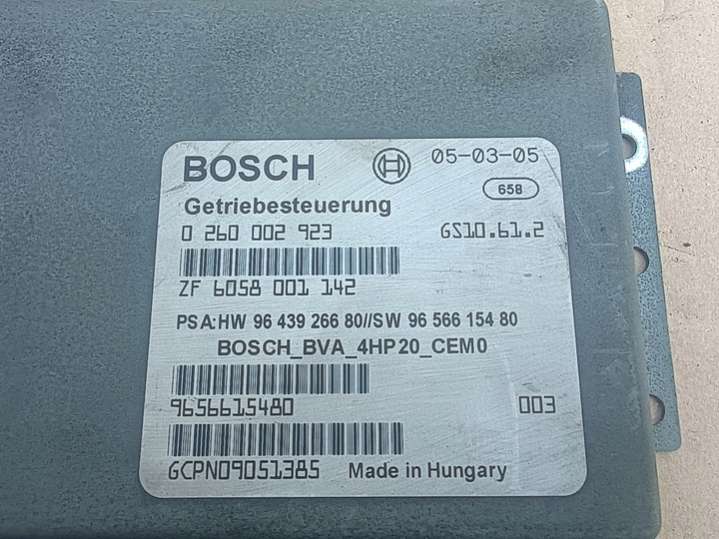 BOSCH 05-03-05
658
Getriebesteuerung
0 260 002 923 GS10.61.2
ZF 6058 001 142
PSA:HW 96 439 266 80//SW 96 566 154 80
BOSCH_BVA_4HP20_CEM0
9656615480 003
GCPN09051385 Made in Hungary